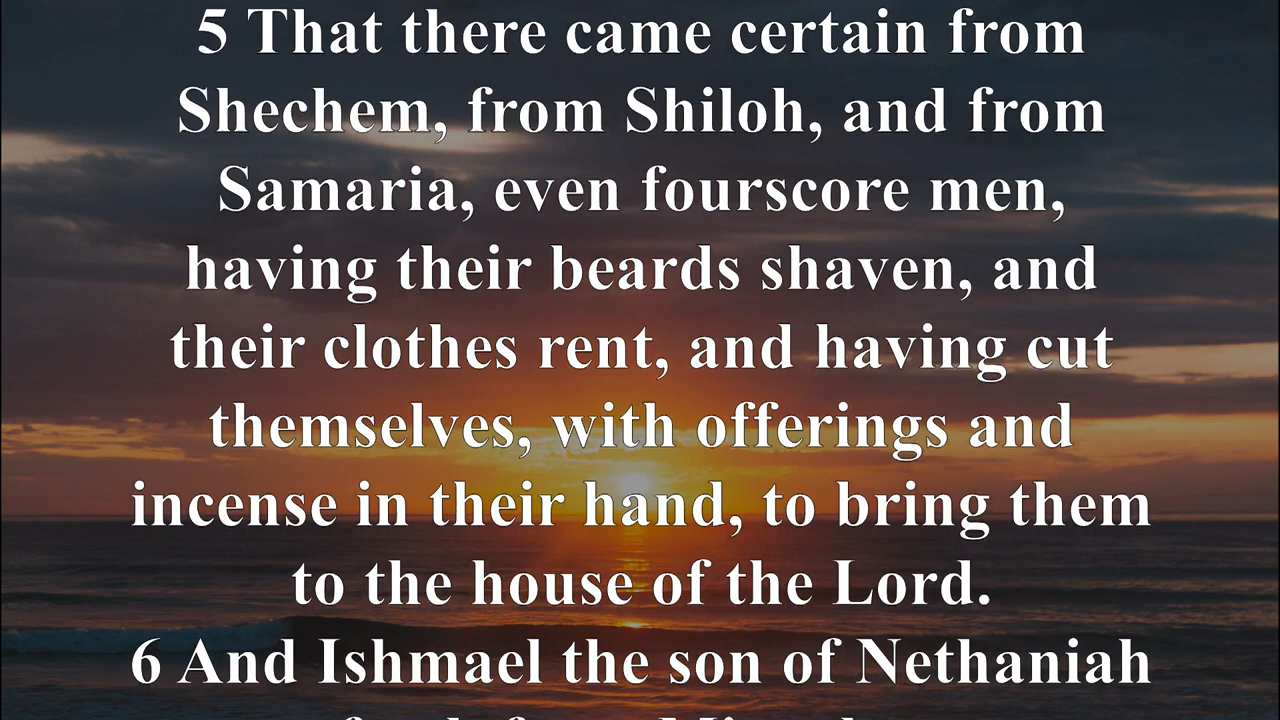 5 That there came certain from
Shechem, from Shiloh, and from
Samaria, even fourscore men,
having their beards shaven, and
their clothes rent, and having cut
themselves, with offerings and
incense in their hand, to bring them
to the house of the Lord.
6 And Ishmael the son of Nethaniah